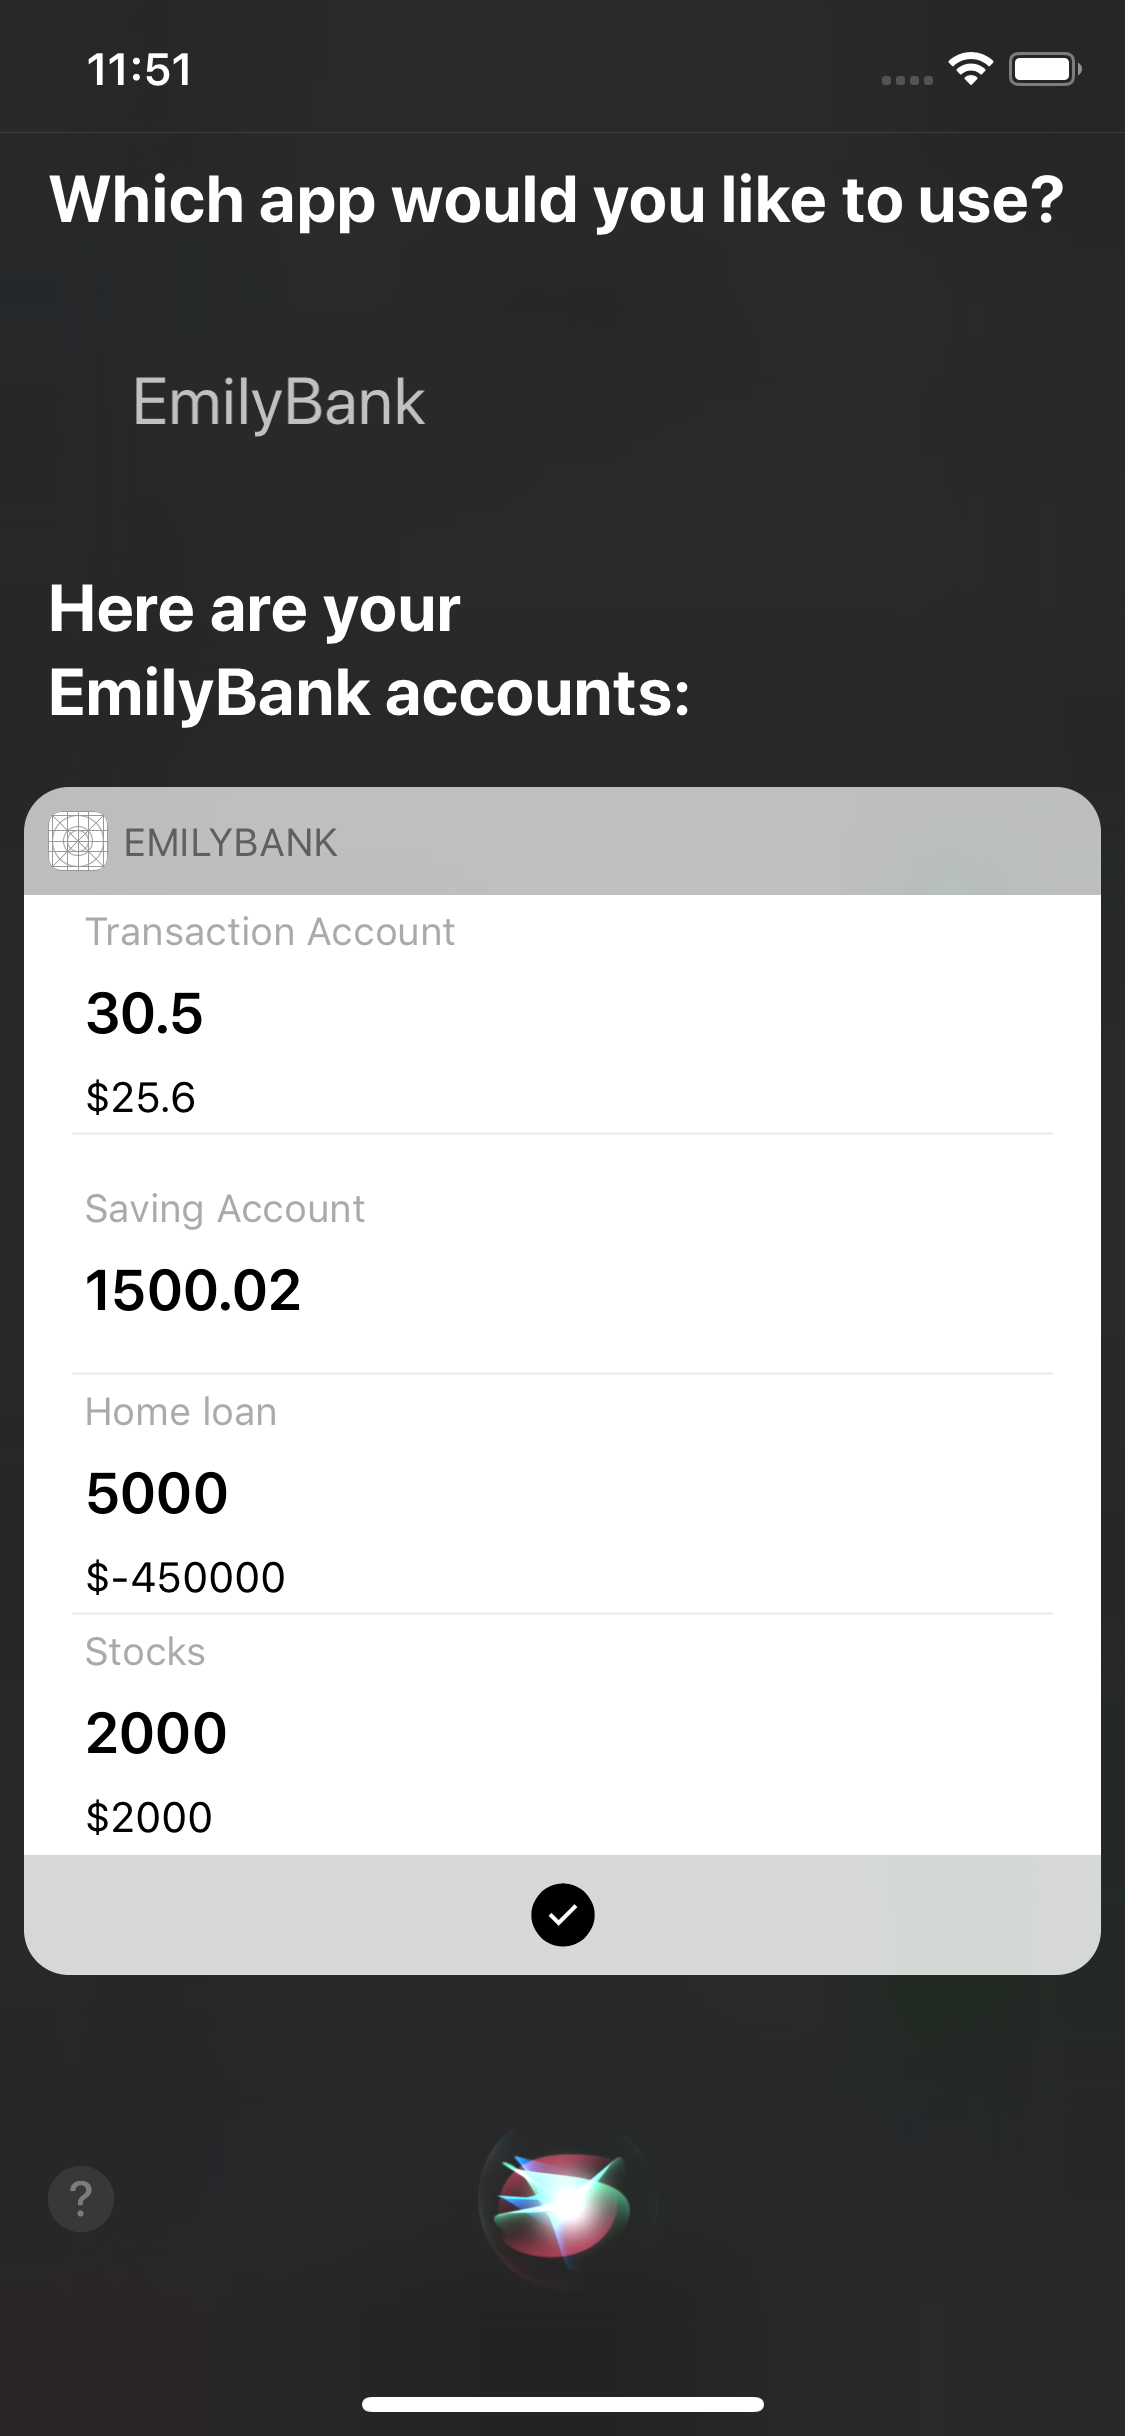 11:51
Which app would you like to use?
EmilyBank
Here are your
EmilyBank accounts:
EMILYBANK
Transaction Account
30.5
$25.6
Saving Account
1500.02
Home loan
5000
$-450000
Stocks
2000
$2000
?